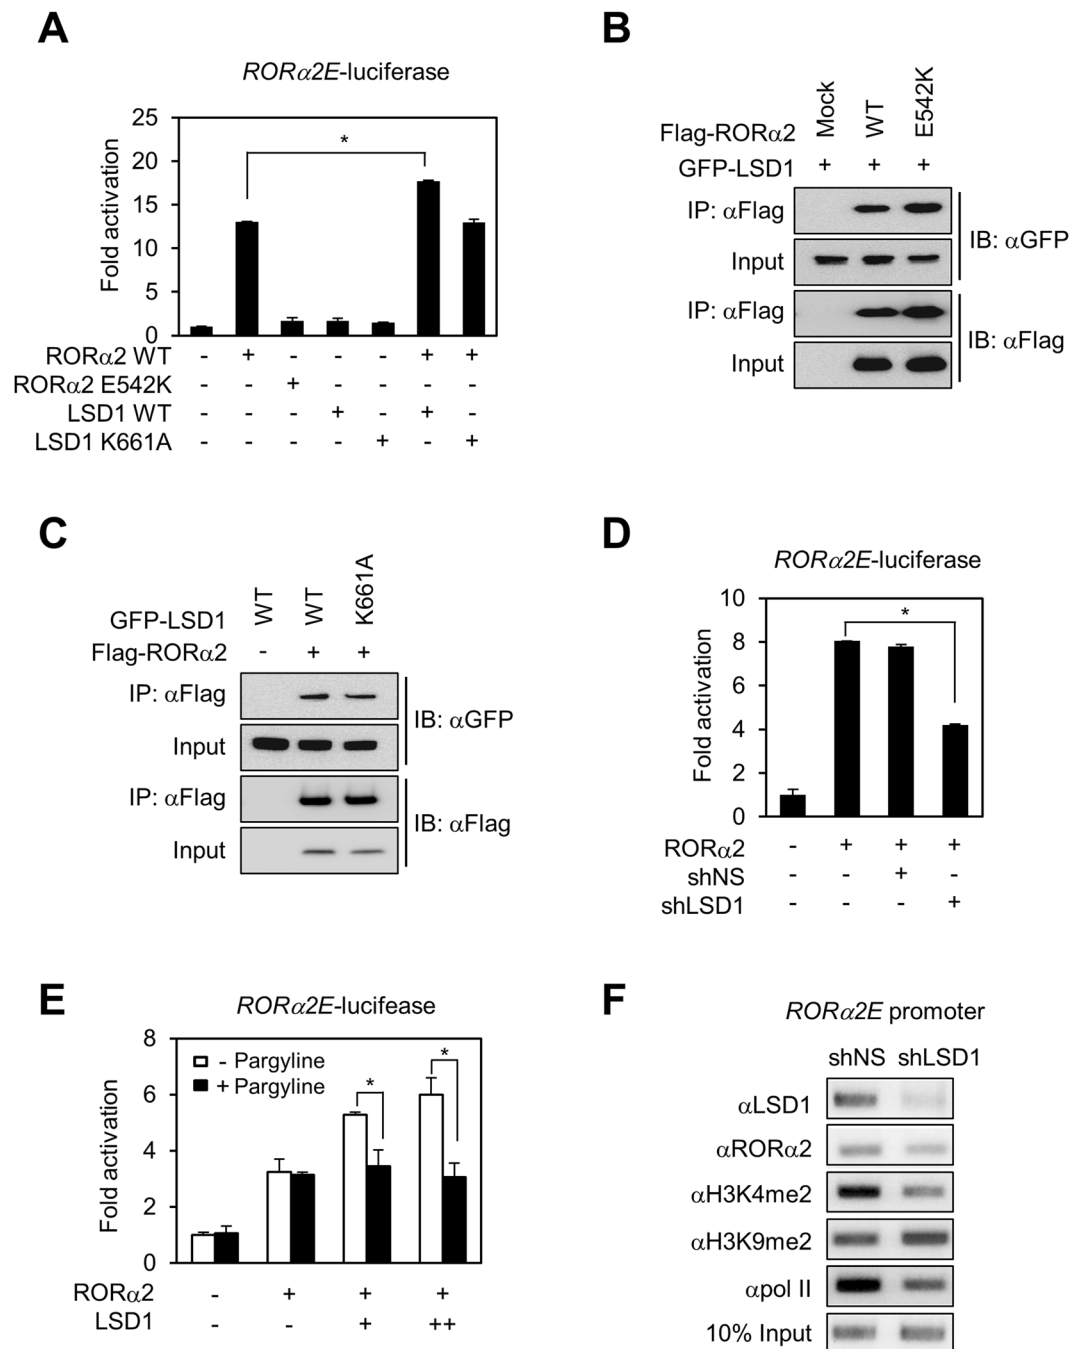 A
RORα2E-luciferase
Fold activation
25
20
15
10
5
0
*
RORα2 WT - + - - - + +
RORα2 E542K - - + - - - -
LSD1 WT - - - + - + -
LSD1 K661A - - - - + - +
B
Flag-RORα2 Mock WT E542K
GFP-LSD1 + + +
IP: αFlag
Input
IB: αGFP
IP: αFlag
Input
IB: αFlag
C
GFP-LSD1 WT WT K661A
Flag-RORα2 - + +
IP: αFlag
Input
IB: αGFP
IP: αFlag
Input
IB: αFlag
D
RORα2E-luciferase
Fold activation
10
8
6
4
2
0
*
RORα2 - + + +
shNS - - + -
shLSD1 - - - +
E
RORα2E-lucifease
Fold activation
8
6
4
2
0
- Pargyline
+ Pargyline
*
*
RORα2 - + + +
LSD1 - - + ++
F
RORα2E promoter
shNS shLSD1
αLSD1
αRORα2
αH3K4me2
αH3K9me2
αpol II
10% Input